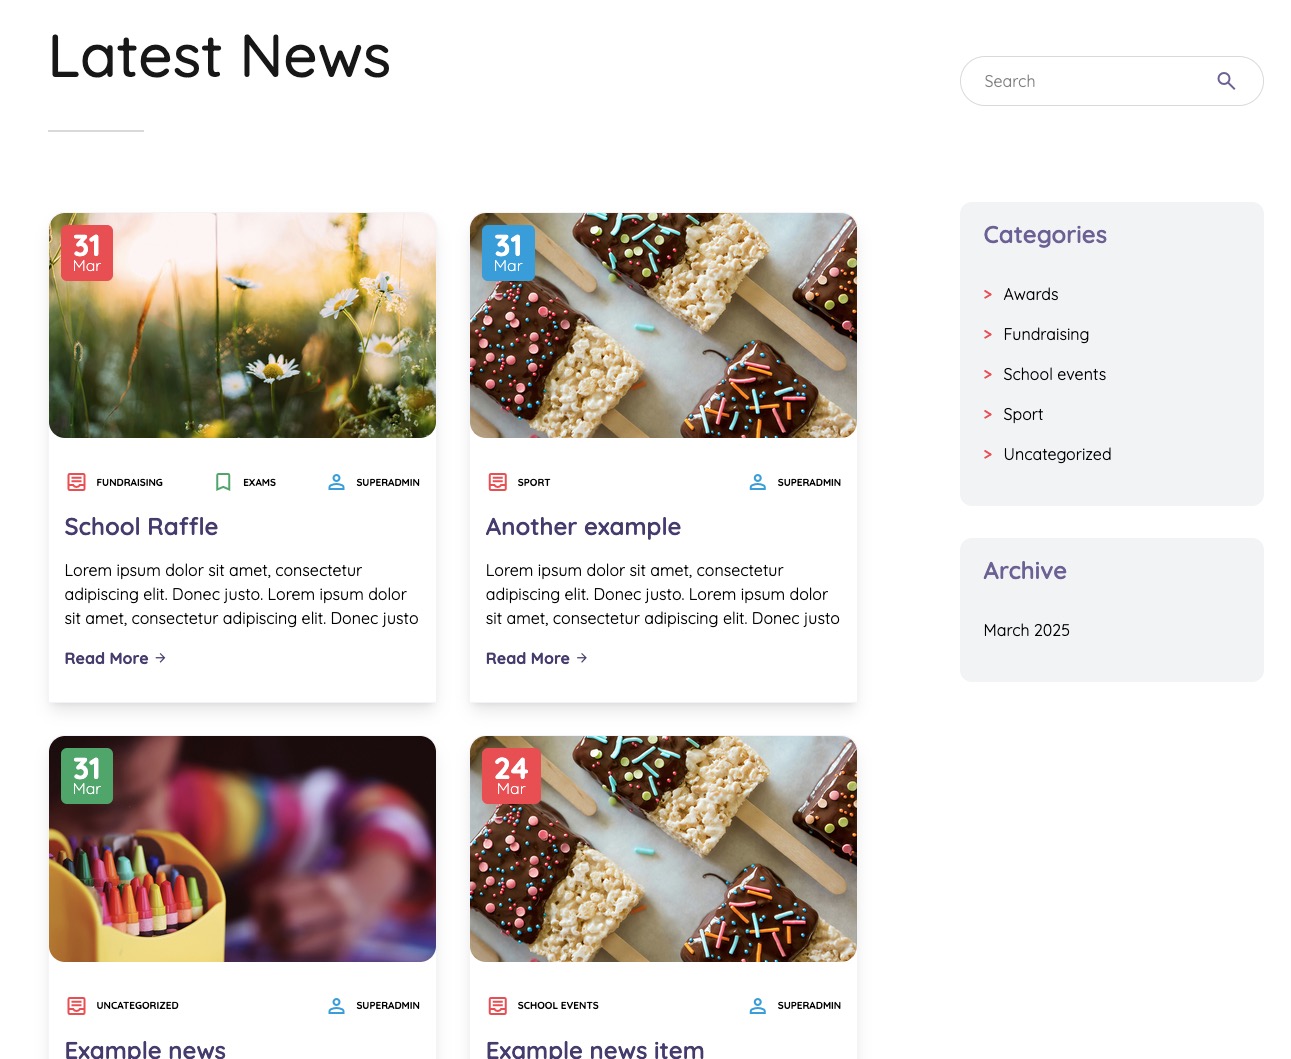 Latest News
Search
31
Mar
FUNDRAISING
EXAMS
SUPERADMIN
School Raffle
Lorem ipsum dolor sit amet, consectetur
adipiscing elit. Donec justo. Lorem ipsum dolor
sit amet, consectetur adipiscing elit. Donec justo
Read More →
31
Mar
SPORT
SUPERADMIN
Another example
Lorem ipsum dolor sit amet, consectetur
adipiscing elit. Donec justo. Lorem ipsum dolor
sit amet, consectetur adipiscing elit. Donec justo
Read More →
31
Mar
UNCATEGORIZED
SUPERADMIN
Example news
24
Mar
SCHOOL EVENTS
SUPERADMIN
Example news item
Categories
> Awards
> Fundraising
> School events
> Sport
> Uncategorized
Archive
March 2025